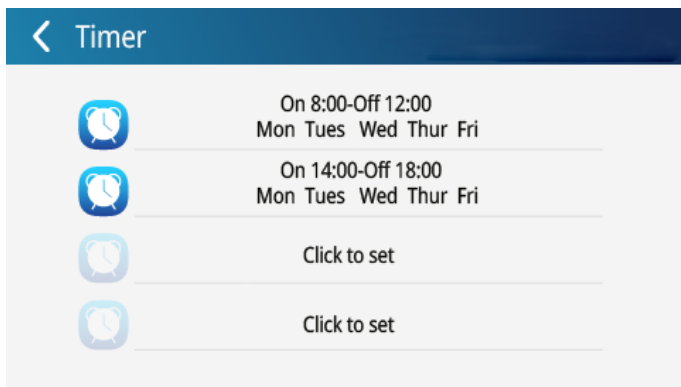 Timer
On 8:00-Off 12:00
Mon Tues Wed Thur Fri
On 14:00-Off 18:00
Mon Tues Wed Thur Fri
Click to set
Click to set